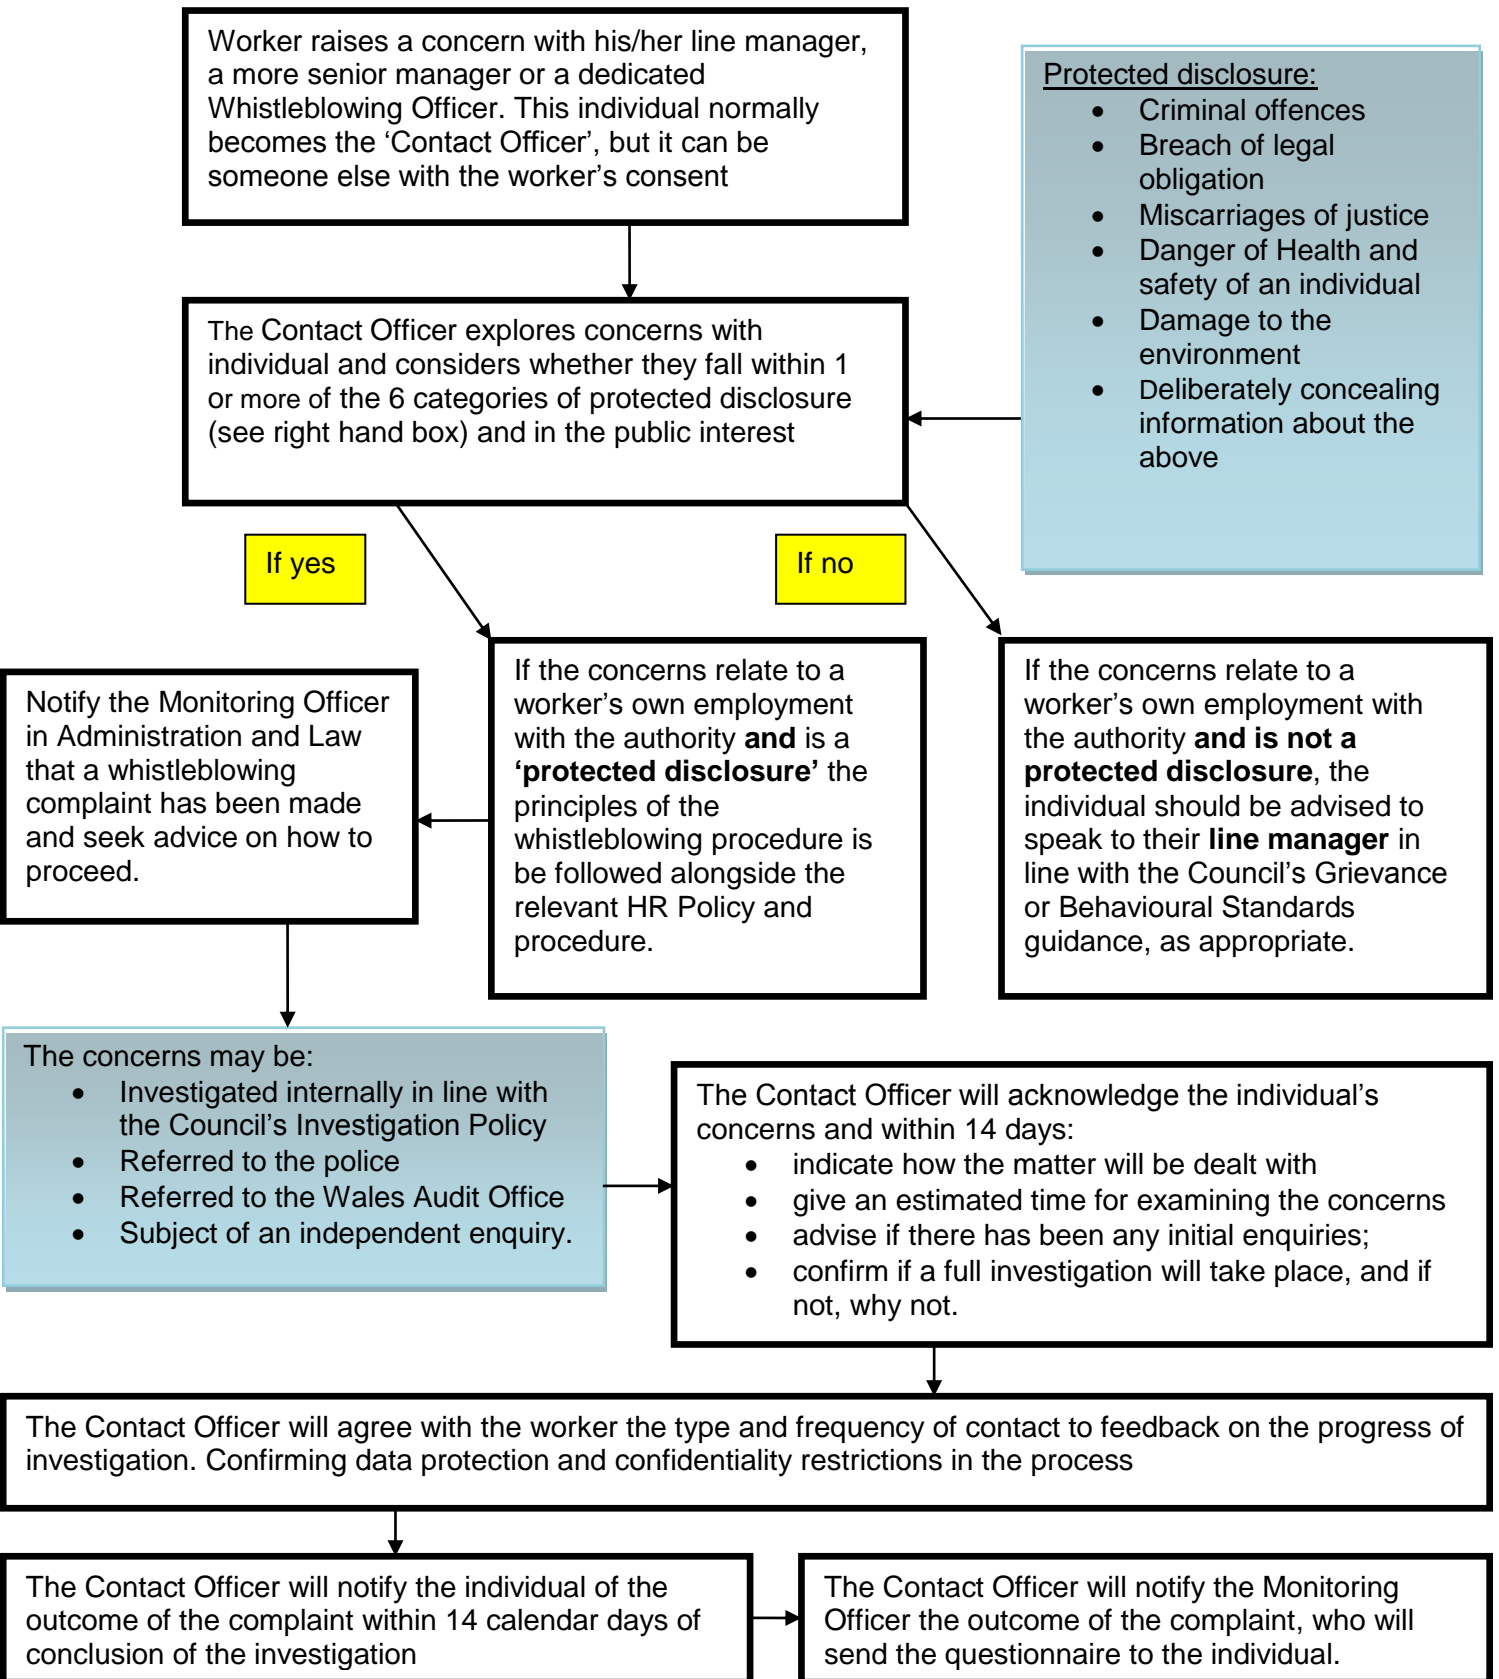 Worker raises a concern with his/her line manager,
a more senior manager or a dedicated
Whistleblowing Officer. This individual normally
becomes the ‘Contact Officer’, but it can be
someone else with the worker’s consent
Protected disclosure:
• Criminal offences
• Breach of legal
obligation
• Miscarriages of justice
• Danger of Health and
safety of an individual
• Damage to the
environment
• Deliberately concealing
information about the
above
The Contact Officer explores concerns with
individual and considers whether they fall within 1
or more of the 6 categories of protected disclosure
(see right hand box) and in the public interest
If yes
If no
Notify the Monitoring Officer
in Administration and Law
that a whistleblowing
complaint has been made
and seek advice on how to
proceed.
If the concerns relate to a
worker’s own employment
with the authority and is a
‘protected disclosure’ the
principles of the
whistleblowing procedure is
be followed alongside the
relevant HR Policy and
procedure.
If the concerns relate to a
worker’s own employment with
the authority and is not a
protected disclosure, the
individual should be advised to
speak to their line manager in
line with the Council’s Grievance
or Behavioural Standards
guidance, as appropriate.
The concerns may be:
• Investigated internally in line with
the Council’s Investigation Policy
• Referred to the police
• Referred to the Wales Audit Office
• Subject of an independent enquiry.
The Contact Officer will acknowledge the individual’s
concerns and within 14 days:
• indicate how the matter will be dealt with
• give an estimated time for examining the concerns
• advise if there has been any initial enquiries;
• confirm if a full investigation will take place, and if
not, why not.
The Contact Officer will agree with the worker the type and frequency of contact to feedback on the progress of
investigation. Confirming data protection and confidentiality restrictions in the process
The Contact Officer will notify the individual of the
outcome of the complaint within 14 calendar days of
conclusion of the investigation
The Contact Officer will notify the Monitoring
Officer the outcome of the complaint, who will
send the questionnaire to the individual.